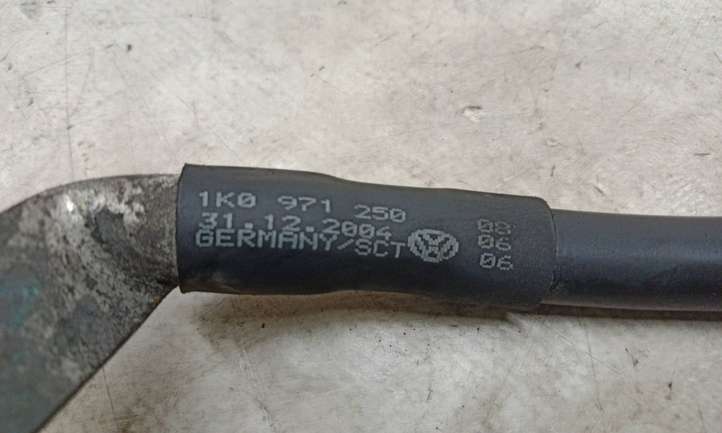 1K0 971 250
31.12.2004
GERMANY/SCT
08
06
06